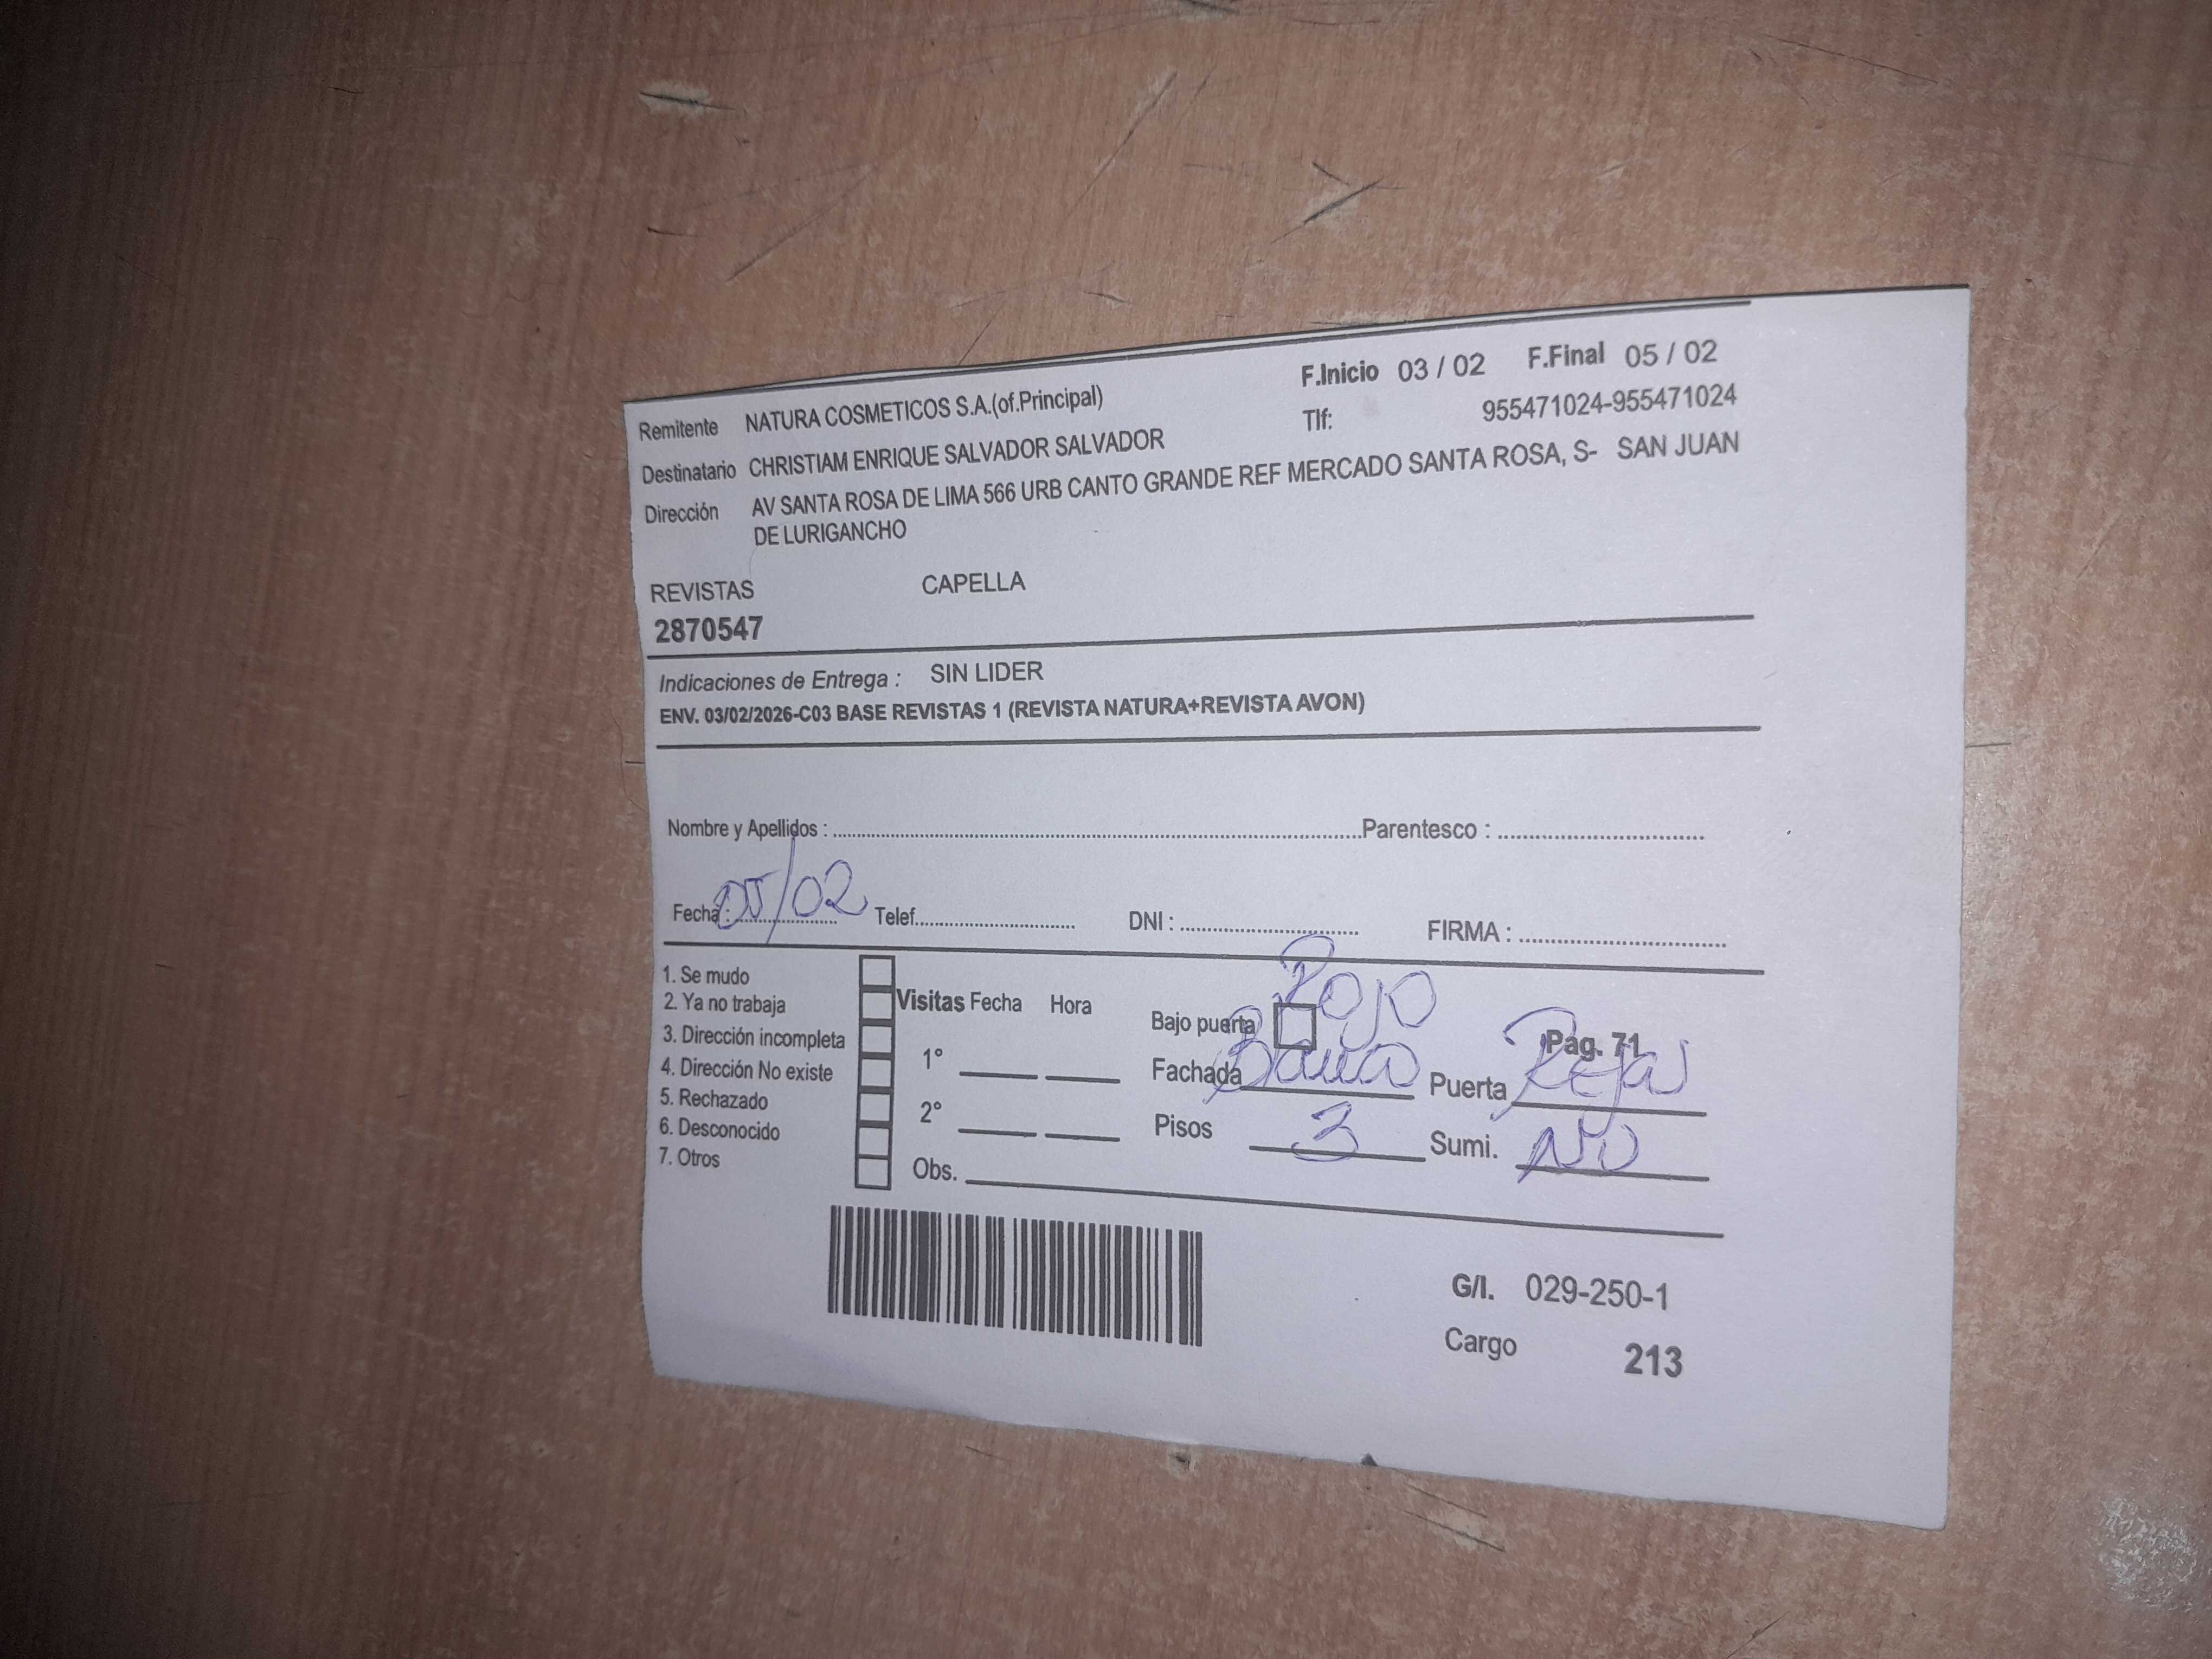 F.Inicio 03 / 02 F.Final 05 / 02
Remitente NATURA COSMETICOS S.A.(of.Principal) Tlf: 955471024-955471024
Destinatario CHRISTIAM ENRIQUE SALVADOR SALVADOR
Dirección AV SANTA ROSA DE LIMA 566 URB CANTO GRANDE REF MERCADO SANTA ROSA, S- SAN JUAN
DE LURIGANCHO
REVISTAS CAPELLA
2870547
Indicaciones de Entrega : SIN LIDER
ENV. 03/02/2026-C03 BASE REVISTAS 1 (REVISTA NATURA+REVISTA AVON)
Nombre y Apellidos : Parentesco :
Fecha : 05/02 Telef. DNI : FIRMA :
1. Se mudo
2. Ya no trabaja
3. Dirección incompleta
4. Dirección No existe
5. Rechazado
6. Desconocido
7. Otros
Visitas Fecha Hora
1°
2°
Obs.
Rojo
Bajo puerta Pag. 71
Fachada Blanco Puerta Reja
Pisos 3 Sumi. NO
G/I. 029-250-1
Cargo 213